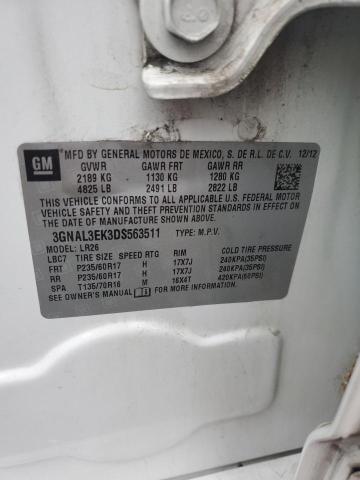 GM
MFD BY GENERAL MOTORS DE MEXICO, S. DE R.L. DE C.V. 12/12
GVWR GAWR FRT GAWR RR
2189 KG 1130 KG 1280 KG
4825 LB 2491 LB 2822 LB
THIS VEHICLE CONFORMS TO ALL APPLICABLE U.S. FEDERAL MOTOR
VEHICLE SAFETY, BUMPER, AND THEFT PREVENTION STANDARDS IN EFFECT
ON THE DATE OF MANUFACTURE SHOWN ABOVE.
3GNAL3EK3DS563511 TYPE: M.P.V.
MODEL: LR26
LBC7 TIRE SIZE SPEED RTG RIM COLD TIRE PRESSURE
FRT P235/60R17 H 17X7J 240KPA(35PSI)
RR P235/60R17 H 17X7J 240KPA(35PSI)
SPA T135/70R16 M 16X4T 420KPA(60PSI)
SEE OWNER'S MANUAL FOR MORE INFORMATION